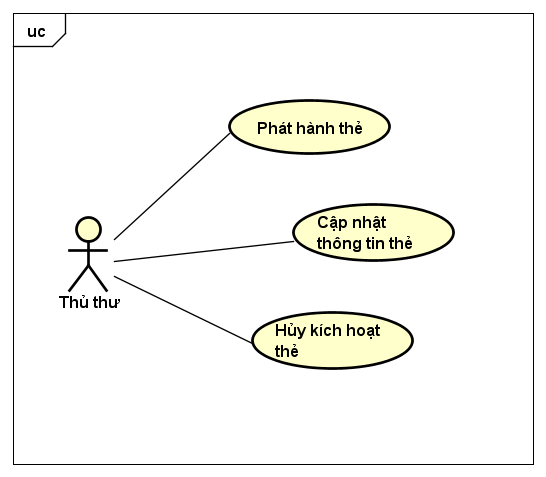 uc
Phát hành thẻ
Cập nhật
thông tin thẻ
Thủ thư
Hủy kích hoạt
thẻ